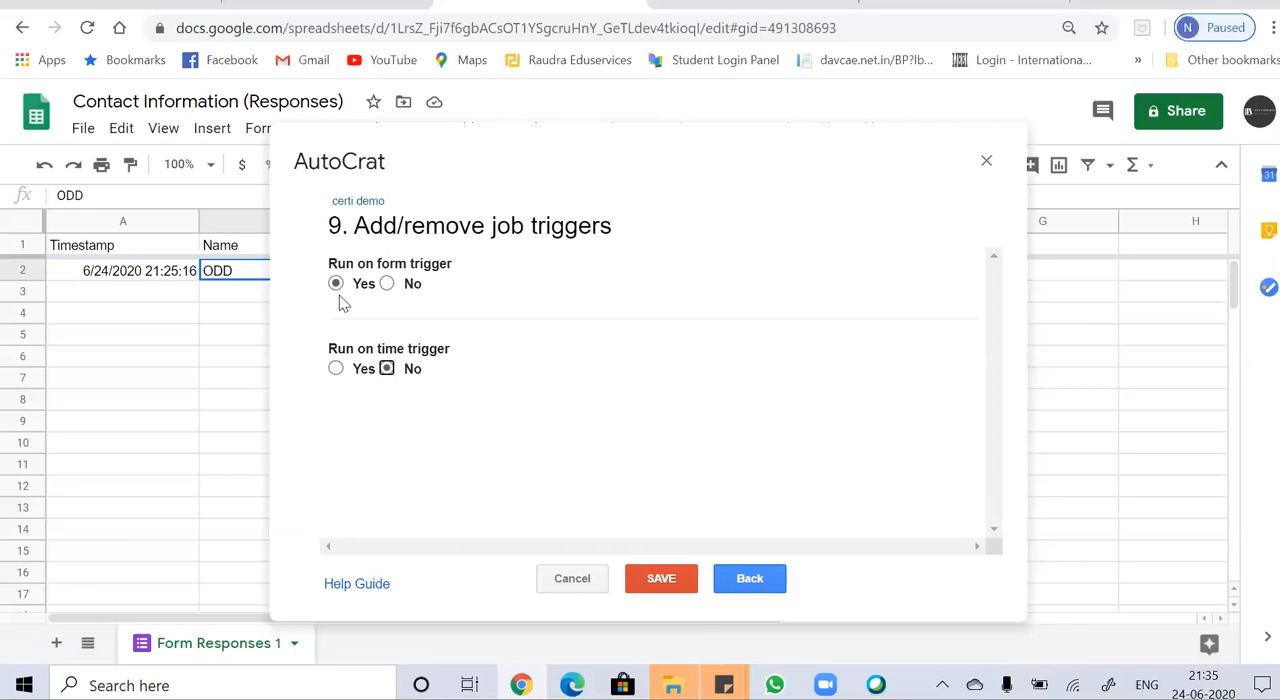 docs.google.com/spreadsheets/d/1LrsZ_Fji7f6gbACsOT1YSgcruHnY_GeTLdev4tkioqI/edit#gid=491308693
N Paused
Apps Bookmarks Facebook Gmail YouTube Maps Raudra Eduservices Student Login Panel davcae.net.in/BP?lb... Login - Internationa... » Other bookmarks
Contact Information (Responses)
Share
File Edit View Insert For
100% $ %
fx ODD
A G H
1 Timestamp Name
2 6/24/2020 21:25:16 ODD
3
4
5
6
7
8
9
10
11
12
13
14
15
16
17
AutoCrat
certi demo
9. Add/remove job triggers
Run on form trigger
Yes No
Run on time trigger
Yes No
Help Guide
Cancel SAVE Back
31
Form Responses 1
Search here
ENG
21:35
24-06-2020